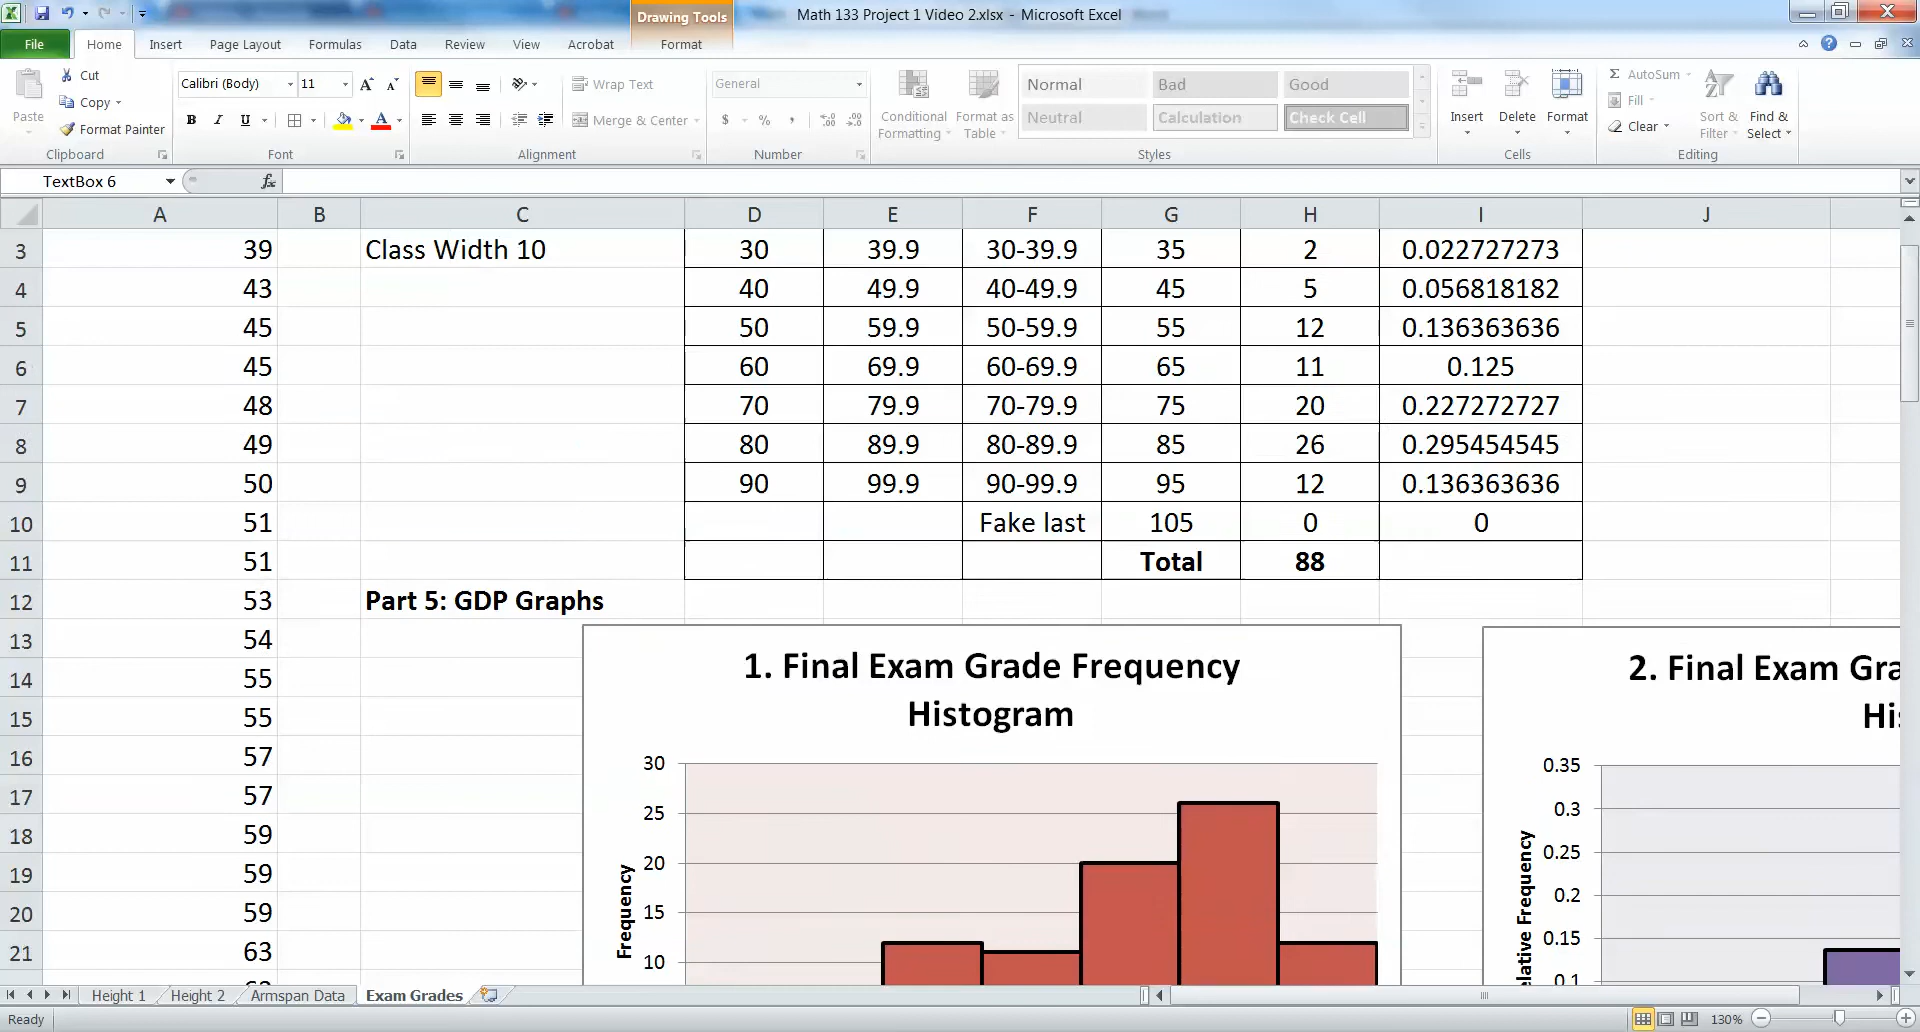 Drawing Tools
Math 133 Project 1 Video 2.xlsx - Microsoft Excel
File Home Insert Page Layout Formulas Data Review View Acrobat Format
Paste
Cut
Copy
Format Painter
Clipboard
Calibri (Body) 11
B I U
Font
Wrap Text
Merge & Center
Alignment
General
$ % ,
Number
Conditional Formatting
Format as Table
Normal Bad Good
Neutral Calculation Check Cell
Styles
Insert Delete Format
Cells
AutoSum
Fill
Clear
Sort & Filter
Find & Select
Editing
TextBox 6
fx
A B C D E F G H I J
3 39 Class Width 10 30 39.9 30-39.9 35 2 0.022727273
4 43 40 49.9 40-49.9 45 5 0.056818182
5 45 50 59.9 50-59.9 55 12 0.136363636
6 45 60 69.9 60-69.9 65 11 0.125
7 48 70 79.9 70-79.9 75 20 0.227272727
8 49 80 89.9 80-89.9 85 26 0.295454545
9 50 90 99.9 90-99.9 95 12 0.136363636
10 51 Fake last 105 0 0
11 51 Total 88
12 53 Part 5: GDP Graphs
13 54
14 55
15 55
16 57
17 57
18 59
19 59
20 59
21 63
1. Final Exam Grade Frequency
Histogram
30
25
20
15
10
Frequency
2. Final Exam Gra
His
0.35
0.3
0.25
0.2
0.15
0.1
elative Frequency
Height 1 Height 2 Armspan Data Exam Grades
Ready
130%